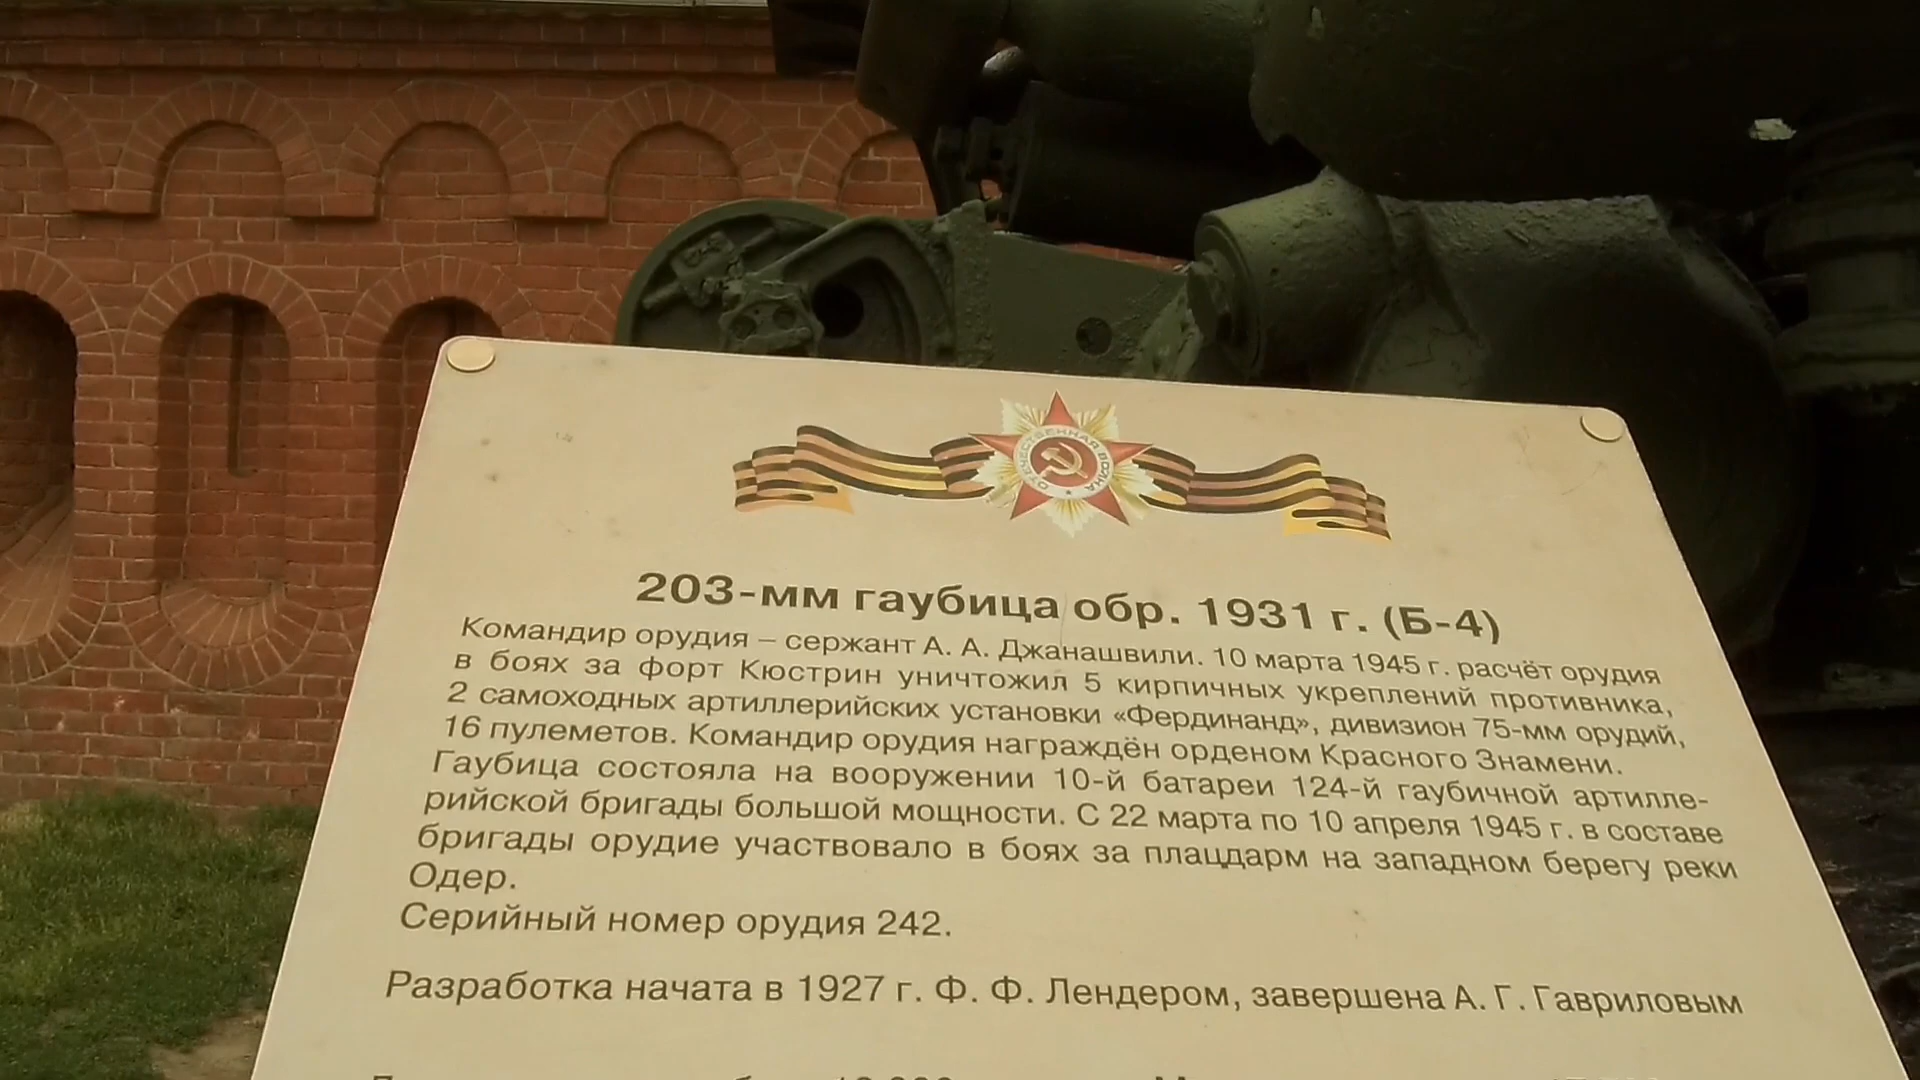 ОТЕЧЕСТВЕННАЯ ВОЙНА
203-мм гаубица обр. 1931 г. (Б-4)
Командир орудия – сержант А. А. Джанашвили. 10 марта 1945 г. расчёт орудия
в боях за форт Кюстрин уничтожил 5 кирпичных укреплений противника,
2 самоходных артиллерийских установки «Фердинанд», дивизион 75-мм орудий,
16 пулеметов. Командир орудия награждён орденом Красного Знамени.
Гаубица состояла на вооружении 10-й батареи 124-й гаубичной артилле-
рийской бригады большой мощности. С 22 марта по 10 апреля 1945 г. в составе
бригады орудие участвовало в боях за плацдарм на западном берегу реки
Одер.
Серийный номер орудия 242.
Разработка начата в 1927 г. Ф. Ф. Лендером, завершена А. Г. Гавриловым